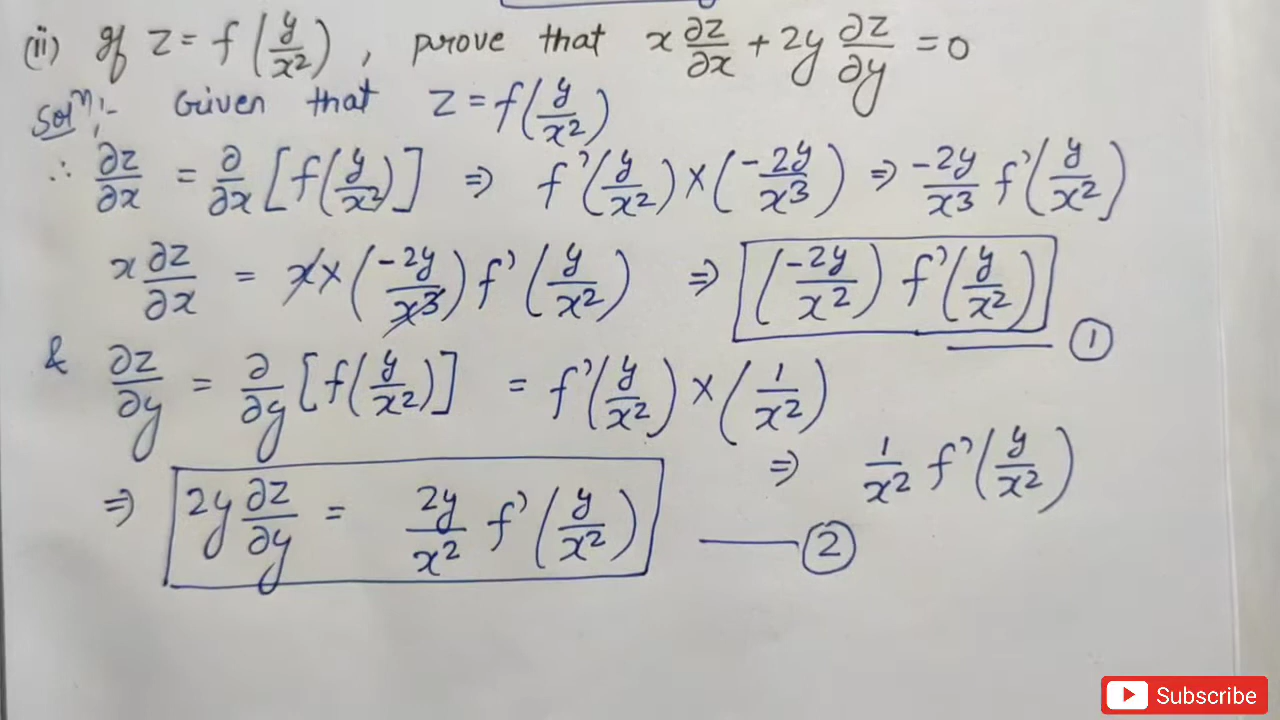 (ii) If z = f(y/x²), prove that x ∂z/∂x + 2y ∂z/∂y = 0
Solⁿ:- Given that z = f(y/x²)
∴ ∂z/∂x = ∂/∂x [f(y/x²)] ⇒ f'(y/x²) × (-2y/x³) ⇒ -2y/x³ f'(y/x²)
x ∂z/∂x = x × (-2y/x³) f'(y/x²) ⇒ (-2y/x²) f'(y/x²) — ①
& ∂z/∂y = ∂/∂y [f(y/x²)] = f'(y/x²) × (1/x²)
⇒ 1/x² f'(y/x²)
⇒ 2y ∂z/∂y = 2y/x² f'(y/x²) — ②
Subscribe